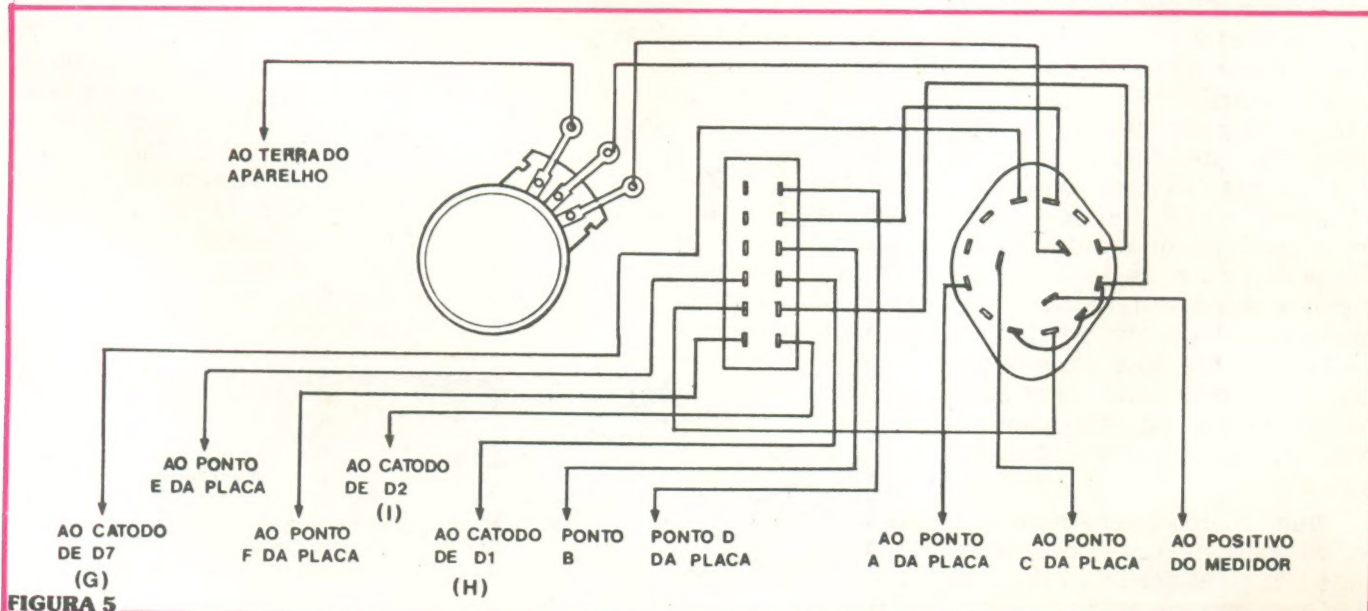 AO TERRA DO
APARELHO
AO PONTO
E DA PLACA
AO CATODO
DE D2
(I)
AO CATODO
DE D7
(G)
AO PONTO
F DA PLACA
AO CATODO
DE D1
(H)
PONTO
B
PONTO D
DA PLACA
AO PONTO
A DA PLACA
AO PONTO
C DA PLACA
AO POSITIVO
DO MEDIDOR
FIGURA 5